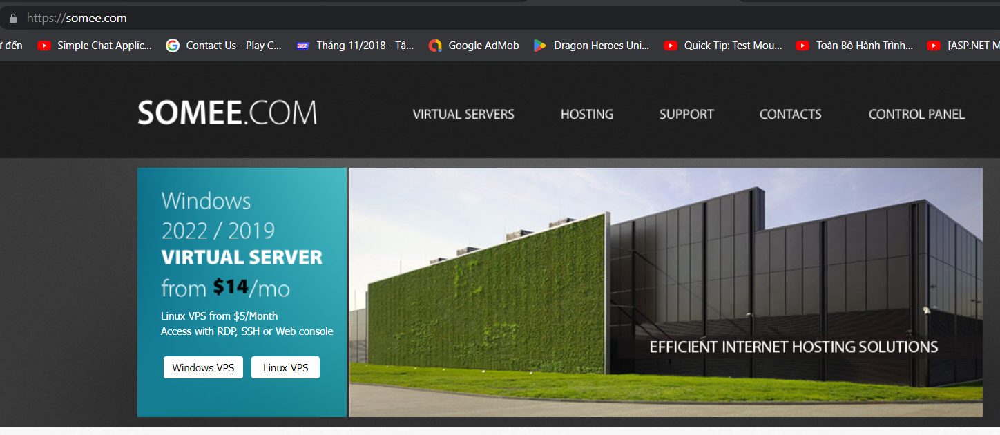 https://somee.com
ư đến Simple Chat Applic... Contact Us - Play C... Tháng 11/2018 - Tậ... Google AdMob Dragon Heroes Uni... Quick Tip: Test Mou... Toàn Bộ Hành Trình... [ASP.NET M
SOMEE.COM VIRTUAL SERVERS HOSTING SUPPORT CONTACTS CONTROL PANEL
Windows
2022 / 2019
VIRTUAL SERVER
from $14/mo
Linux VPS from $5/Month
Access with RDP, SSH or Web console
Windows VPS Linux VPS
EFFICIENT INTERNET HOSTING SOLUTIONS